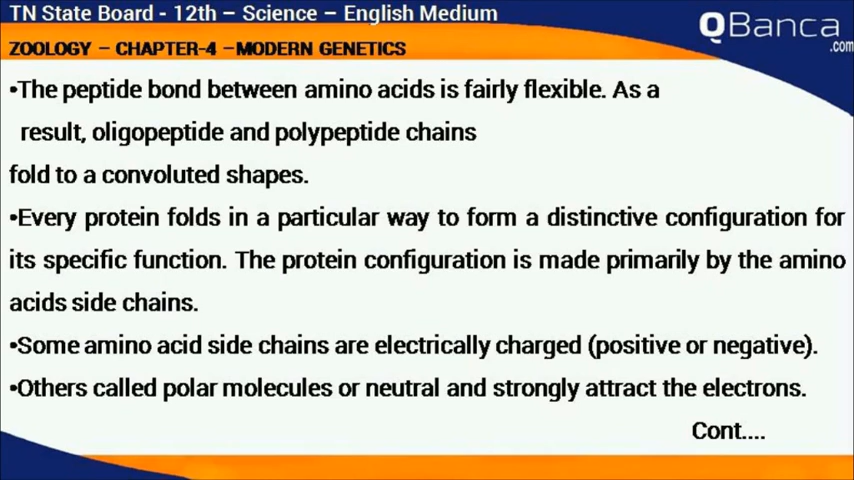 TN State Board - 12th – Science – English Medium
QBanca
.com
ZOOLOGY – CHAPTER-4 –MODERN GENETICS
•The peptide bond between amino acids is fairly flexible. As a
result, oligopeptide and polypeptide chains
fold to a convoluted shapes.
•Every protein folds in a particular way to form a distinctive configuration for
its specific function. The protein configuration is made primarily by the amino
acids side chains.
•Some amino acid side chains are electrically charged (positive or negative).
•Others called polar molecules or neutral and strongly attract the electrons.
Cont....